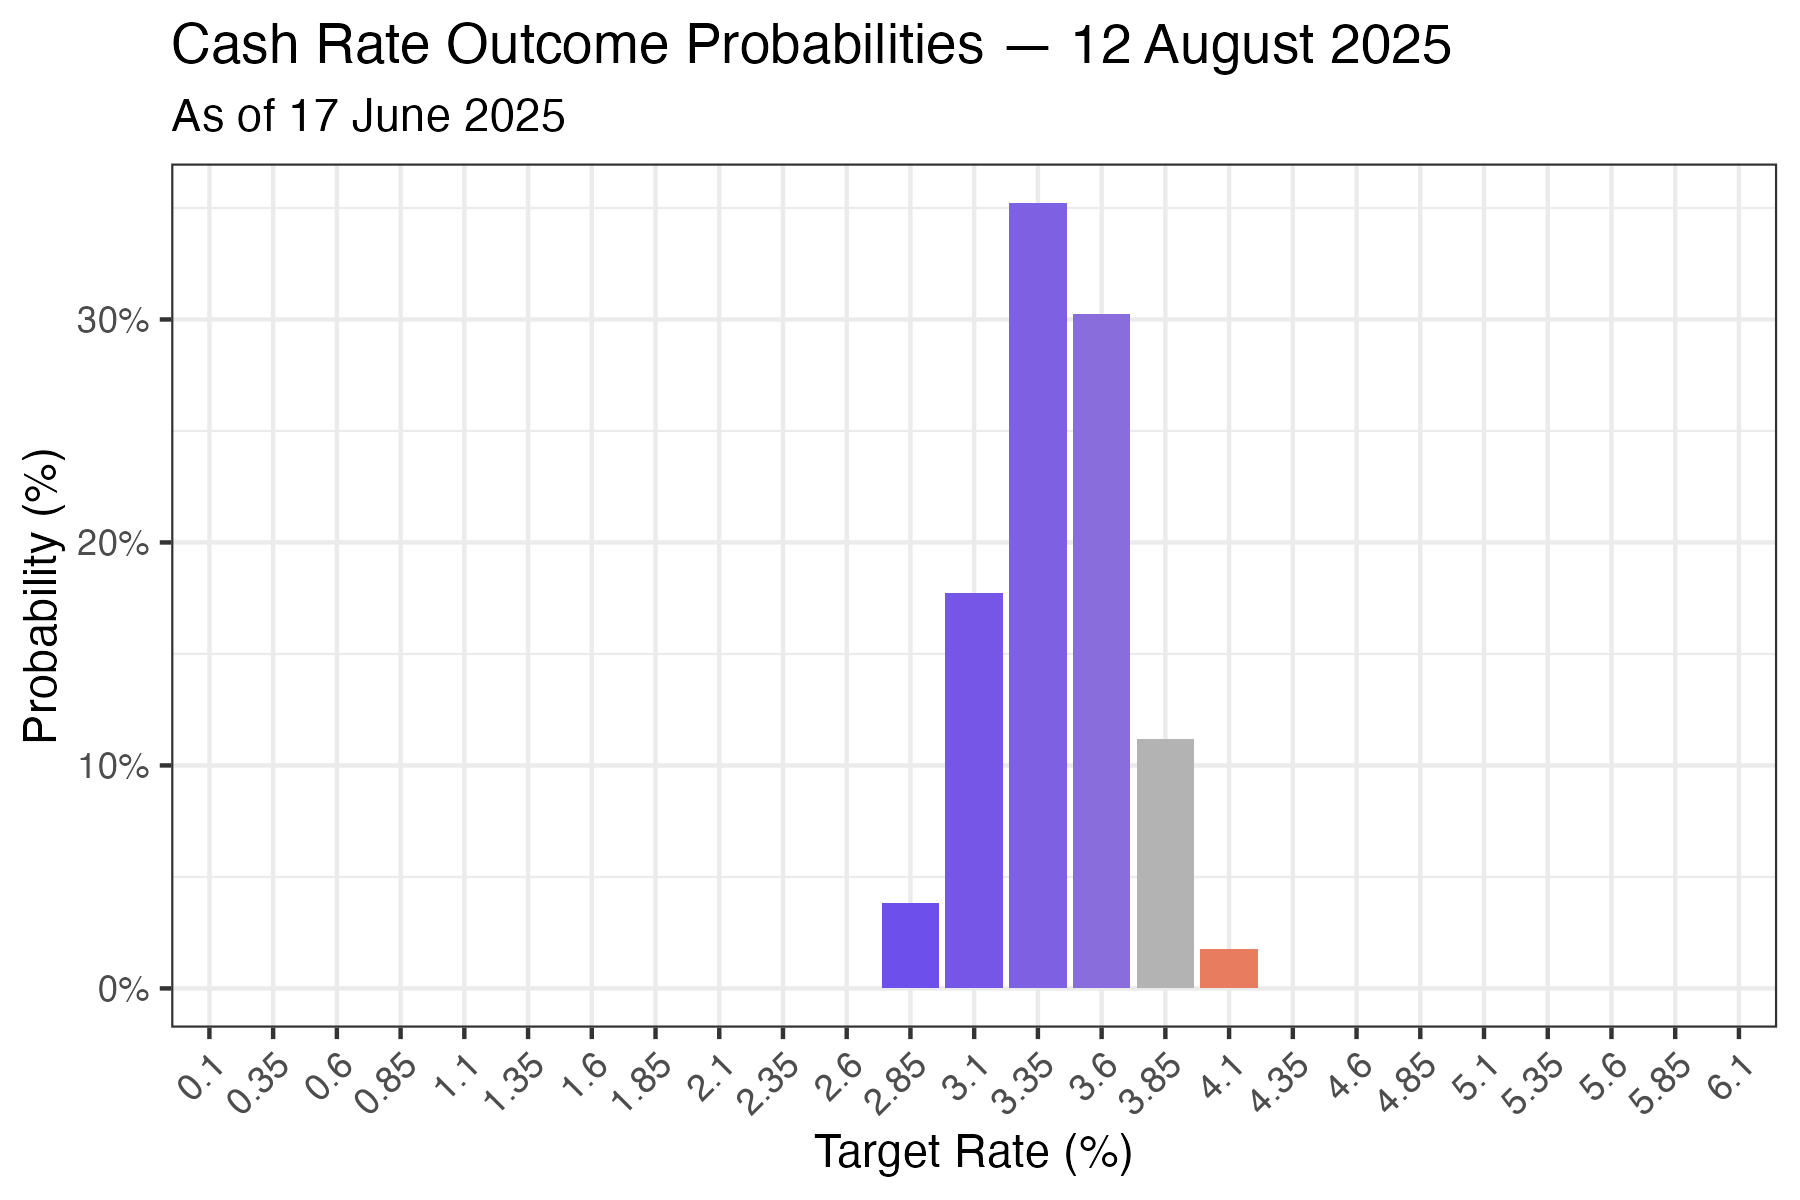 Cash Rate Outcome Probabilities — 12 August 2025
As of 17 June 2025
Probability (%)
30%
20%
10%
0%
0.1 0.35 0.6 0.85 1.1 1.35 1.6 1.85 2.1 2.35 2.6 2.85 3.1 3.35 3.6 3.85 4.1 4.35 4.6 4.85 5.1 5.35 5.6 5.85 6.1
Target Rate (%)